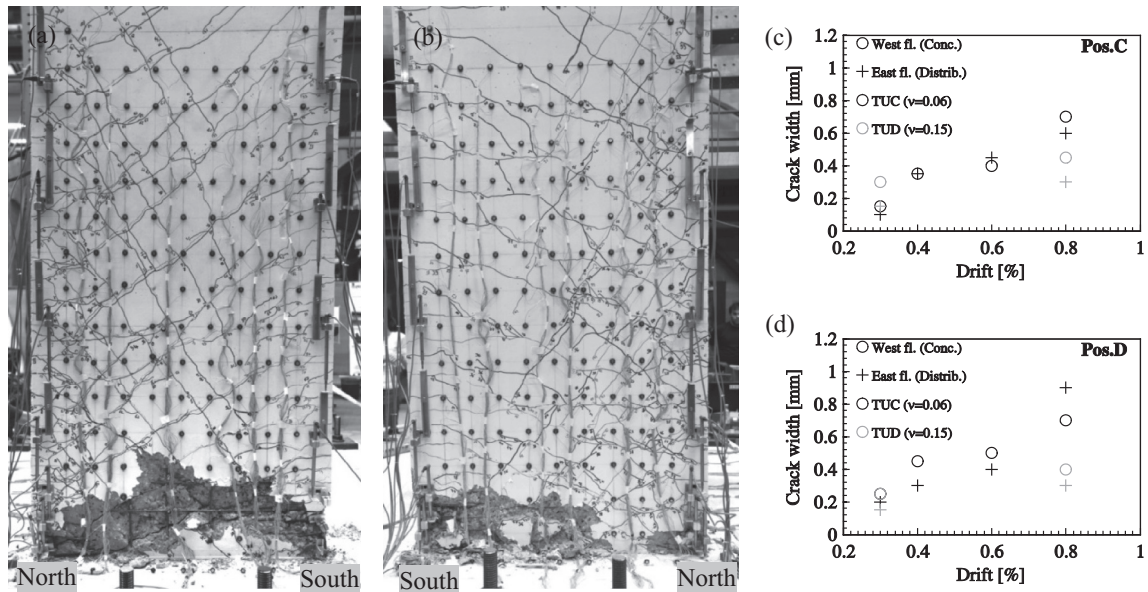 (a)
North
South
(b)
South
North
(c)
Pos.C
West fl. (Conc.)
East fl. (Distrib.)
TUC (ν=0.06)
TUD (ν=0.15)
Crack width [mm]
1.2
1
0.8
0.6
0.4
0.2
0
0.2
0.4
0.6
0.8
1
Drift [%]
(d)
Pos.D
West fl. (Conc.)
East fl. (Distrib.)
TUC (ν=0.06)
TUD (ν=0.15)
Crack width [mm]
1.2
1
0.8
0.6
0.4
0.2
0
0.2
0.4
0.6
0.8
1
Drift [%]